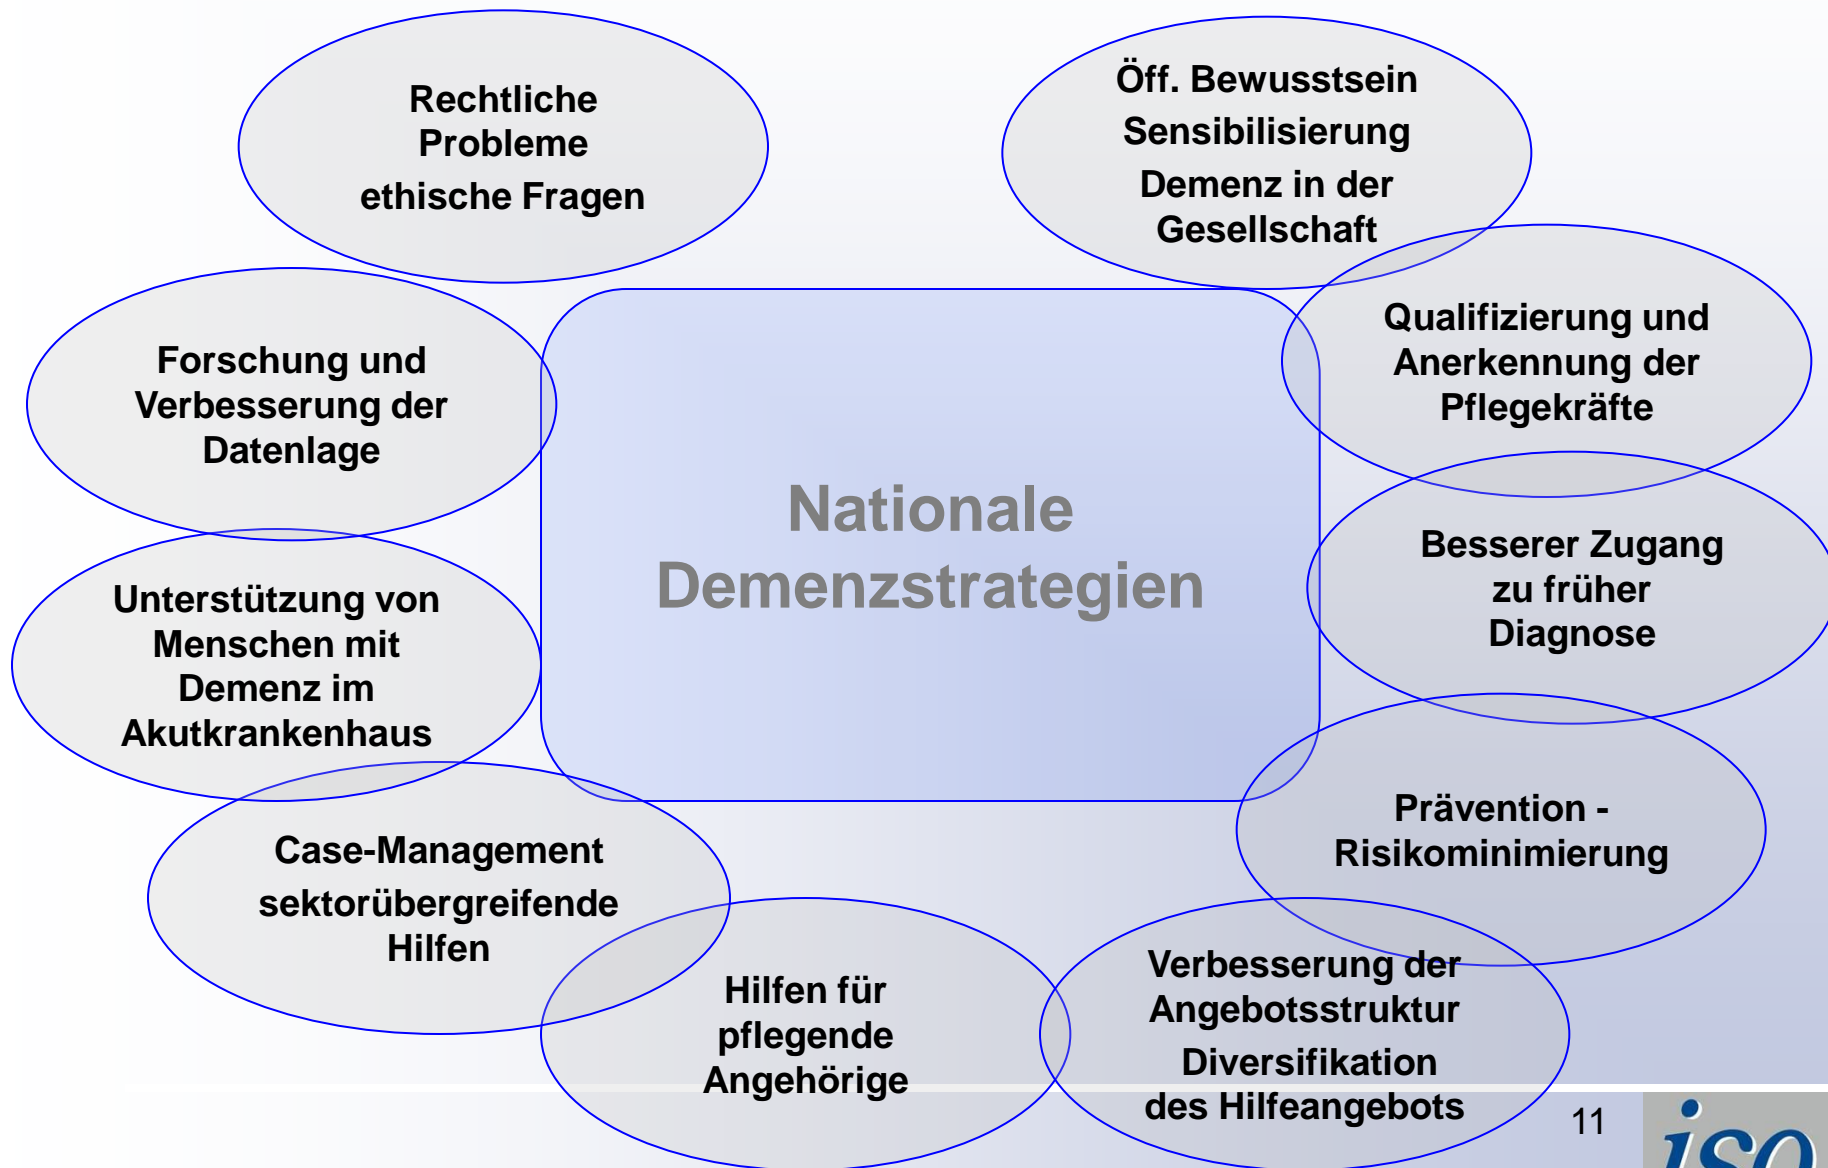 Rechtliche
Probleme
ethische Fragen
Öff. Bewusstsein
Sensibilisierung
Demenz in der
Gesellschaft
Qualifizierung und
Anerkennung der
Pflegekräfte
Forschung und
Verbesserung der
Datenlage
Nationale
Demenzstrategien
Besserer Zugang
zu früher
Diagnose
Unterstützung von
Menschen mit
Demenz im
Akutkrankenhaus
Prävention -
Risikominimierung
Case-Management
sektorübergreifende
Hilfen
Hilfen für
pflegende
Angehörige
Verbesserung der
Angebotsstruktur
Diversifikation
des Hilfeangebots
11
iso